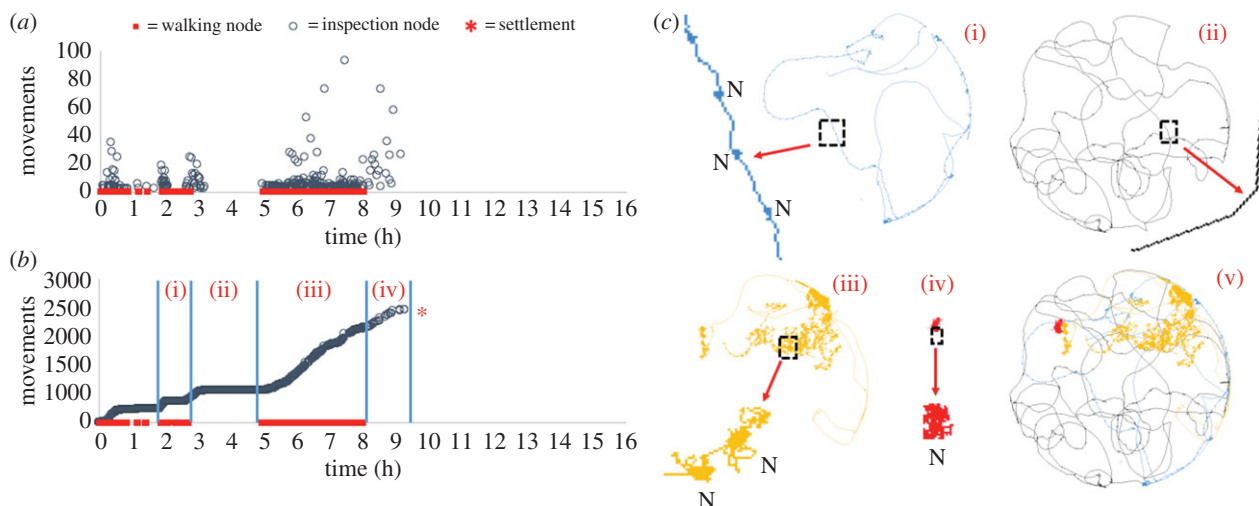 (a) = walking node = inspection node * = settlement
movements
100
80
60
40
20
0
0 1 2 3 4 5 6 7 8 9 10 11 12 13 14 15 16
time (h)
(b)
movements
3000
2500
2000
1500
1000
500
0
(i) (ii) (iii) (iv)
*
0 1 2 3 4 5 6 7 8 9 10 11 12 13 14 15 16
time (h)
(c)
(i)
N
N
N
(ii)
(iii)
N
N
(iv)
N
(v)